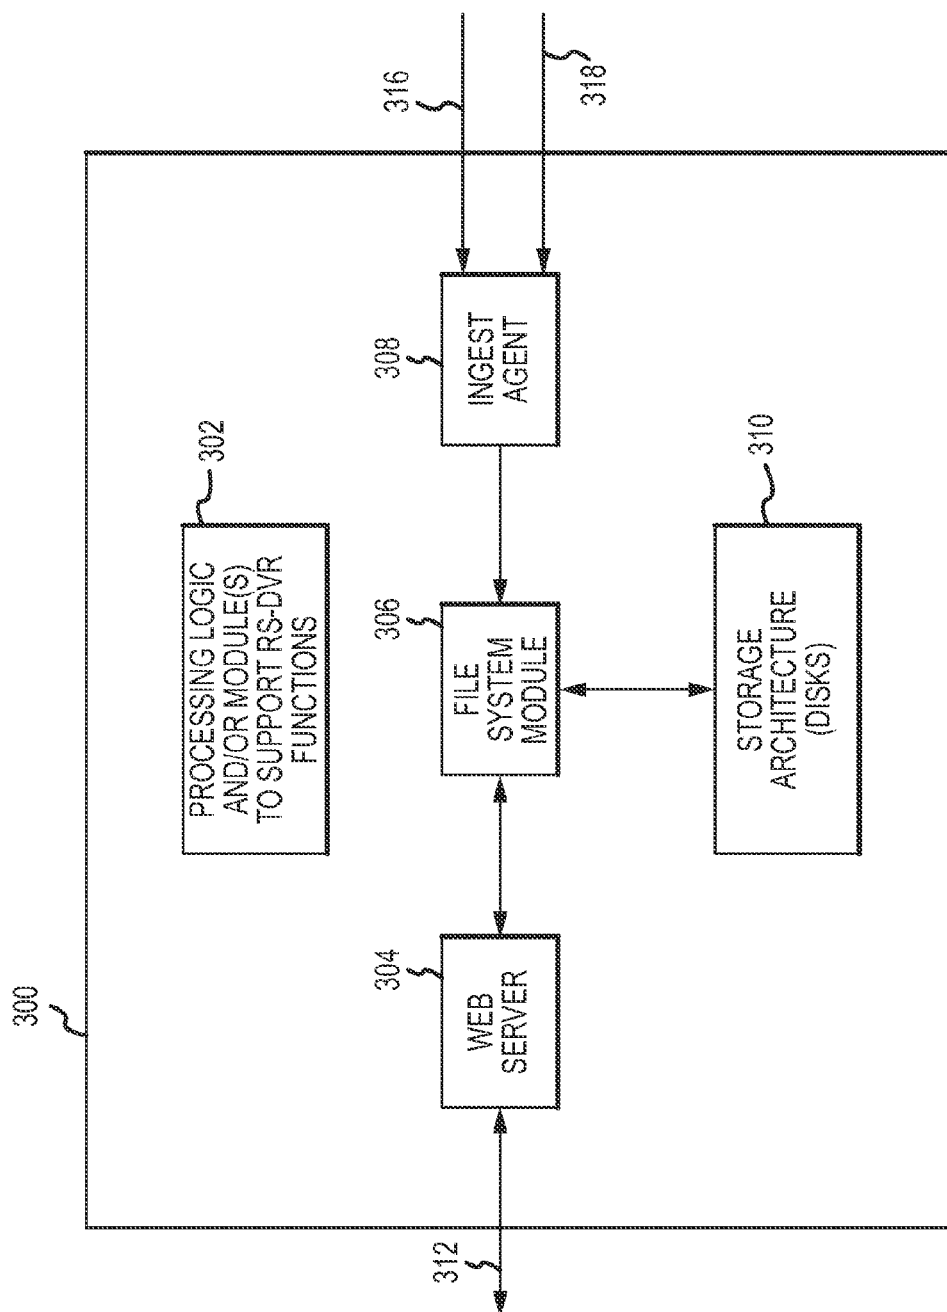 300
302
PROCESSING LOGIC
AND/OR MODULE(S)
TO SUPPORT RS-DVR
FUNCTIONS
312
304
WEB
SERVER
306
FILE
SYSTEM
MODULE
308
INGEST
AGENT
316
318
310
STORAGE
ARCHITECTURE
(DISKS)